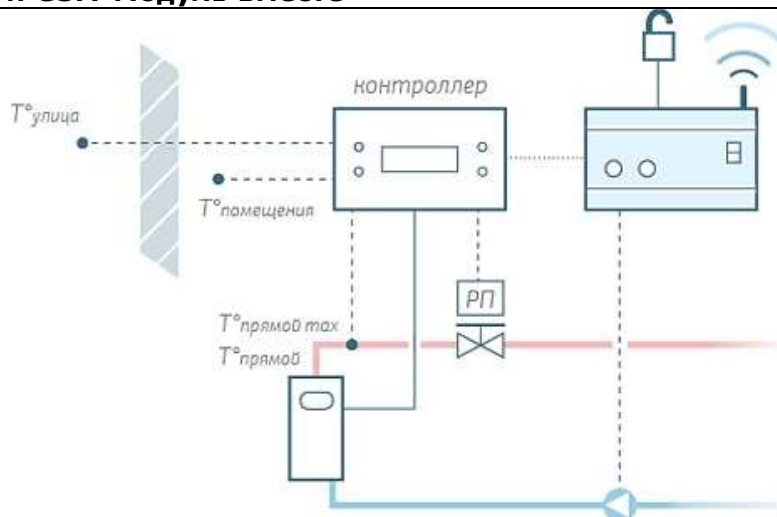 контроллер
T°улица
T°помещения
РП
T°прямой max
T°прямой